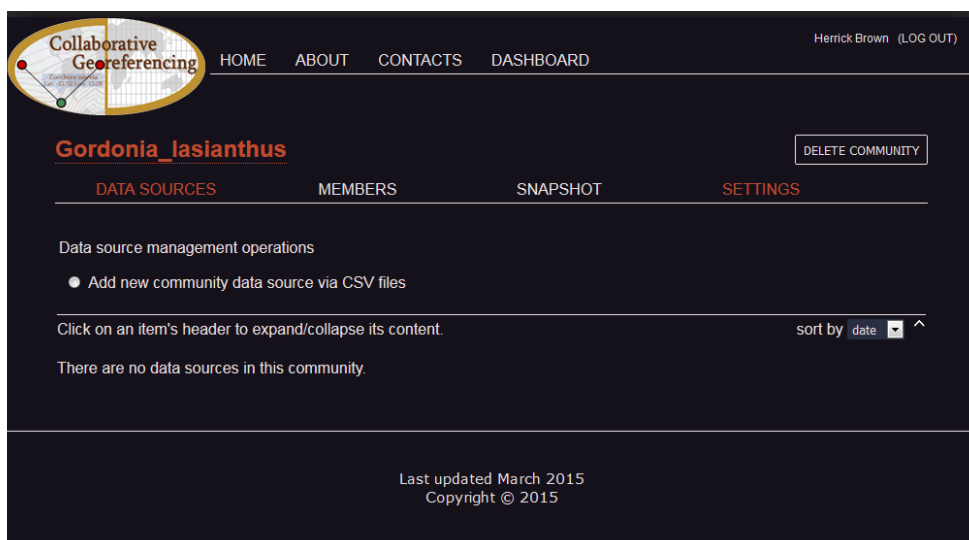 Collaborative
Georeferencing
HOME ABOUT CONTACTS DASHBOARD
Herrick Brown (LOG OUT)
Gordonia_lasianthus
DELETE COMMUNITY
DATA SOURCES MEMBERS SNAPSHOT SETTINGS
Data source management operations
Add new community data source via CSV files
Click on an item's header to expand/collapse its content.
sort by date
There are no data sources in this community.
Last updated March 2015
Copyright © 2015